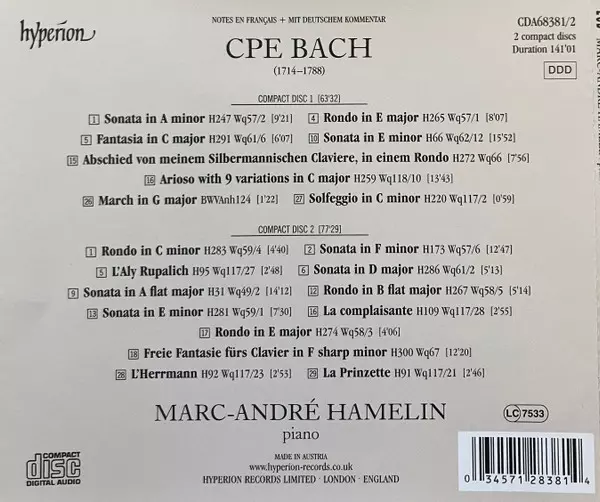 NOTES EN FRANÇAIS + MIT DEUTSCHEM KOMMENTAR
hyperion
CPE BACH
(1714–1788)
CDA68381/2
2 compact discs
Duration 141'01
DDD
COMPACT DISC 1 [63'32]
1 Sonata in A minor H247 Wq57/2 [9'21] 4 Rondo in E major H265 Wq57/1 [8'07]
5 Fantasia in C major H291 Wq61/6 [6'07] 10 Sonata in E minor H66 Wq62/12 [15'52]
15 Abschied von meinem Silbermannischen Claviere, in einem Rondo H272 Wq66 [7'56]
16 Arioso with 9 variations in C major H259 Wq118/10 [13'43]
26 March in G major BWVAnh124 [1'22] 27 Solfeggio in C minor H220 Wq117/2 [0'59]
COMPACT DISC 2 [77'29]
1 Rondo in C minor H283 Wq59/4 [4'40] 2 Sonata in F minor H173 Wq57/6 [12'47]
5 L'Aly Rupalich H95 Wq117/27 [2'48] 6 Sonata in D major H286 Wq61/2 [5'13]
9 Sonata in A flat major H31 Wq49/2 [14'12] 12 Rondo in B flat major H267 Wq58/5 [5'14]
13 Sonata in E minor H281 Wq59/1 [7'30] 16 La complaisante H109 Wq117/28 [2'55]
17 Rondo in E major H274 Wq58/3 [4'06]
18 Freie Fantasie fürs Clavier in F sharp minor H300 Wq67 [12'20]
28 L'Herrmann H92 Wq117/23 [2'53] 29 La Prinzette H91 Wq117/21 [2'46]
MARC-ANDRÉ HAMELIN
piano
LC 7533
COMPACT
disc
DIGITAL AUDIO
MADE IN AUSTRIA
www.hyperion-records.co.uk
HYPERION RECORDS LIMITED · LONDON · ENGLAND
0 34571 28381 4